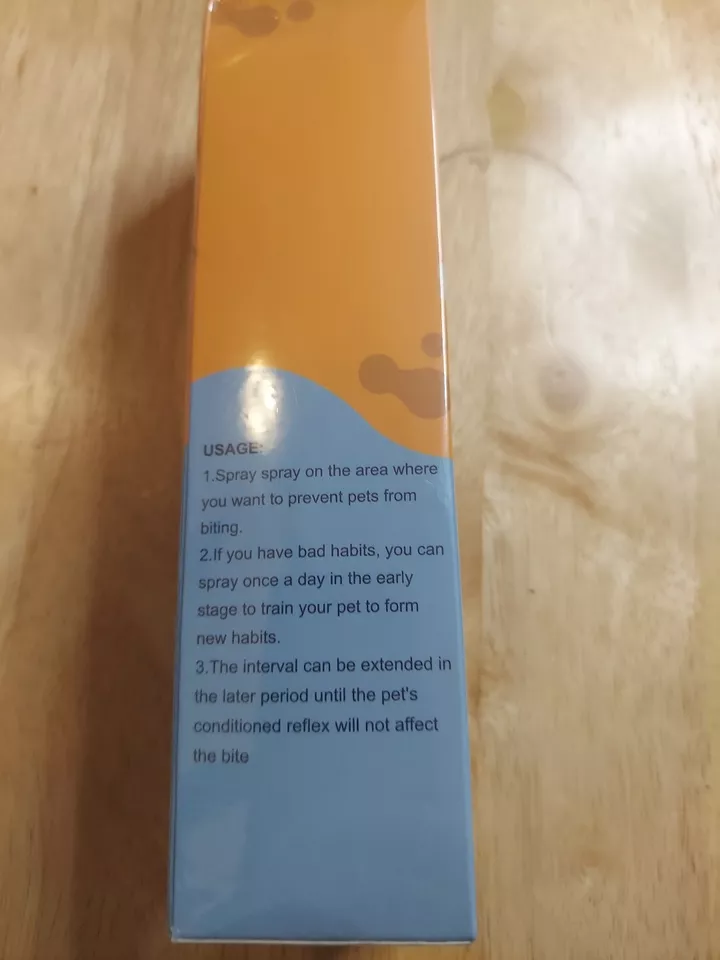 USAGE:
1.Spray spray on the area where
you want to prevent pets from
biting.
2.If you have bad habits, you can
spray once a day in the early
stage to train your pet to form
new habits.
3.The interval can be extended in
the later period until the pet's
conditioned reflex will not affect
the bite